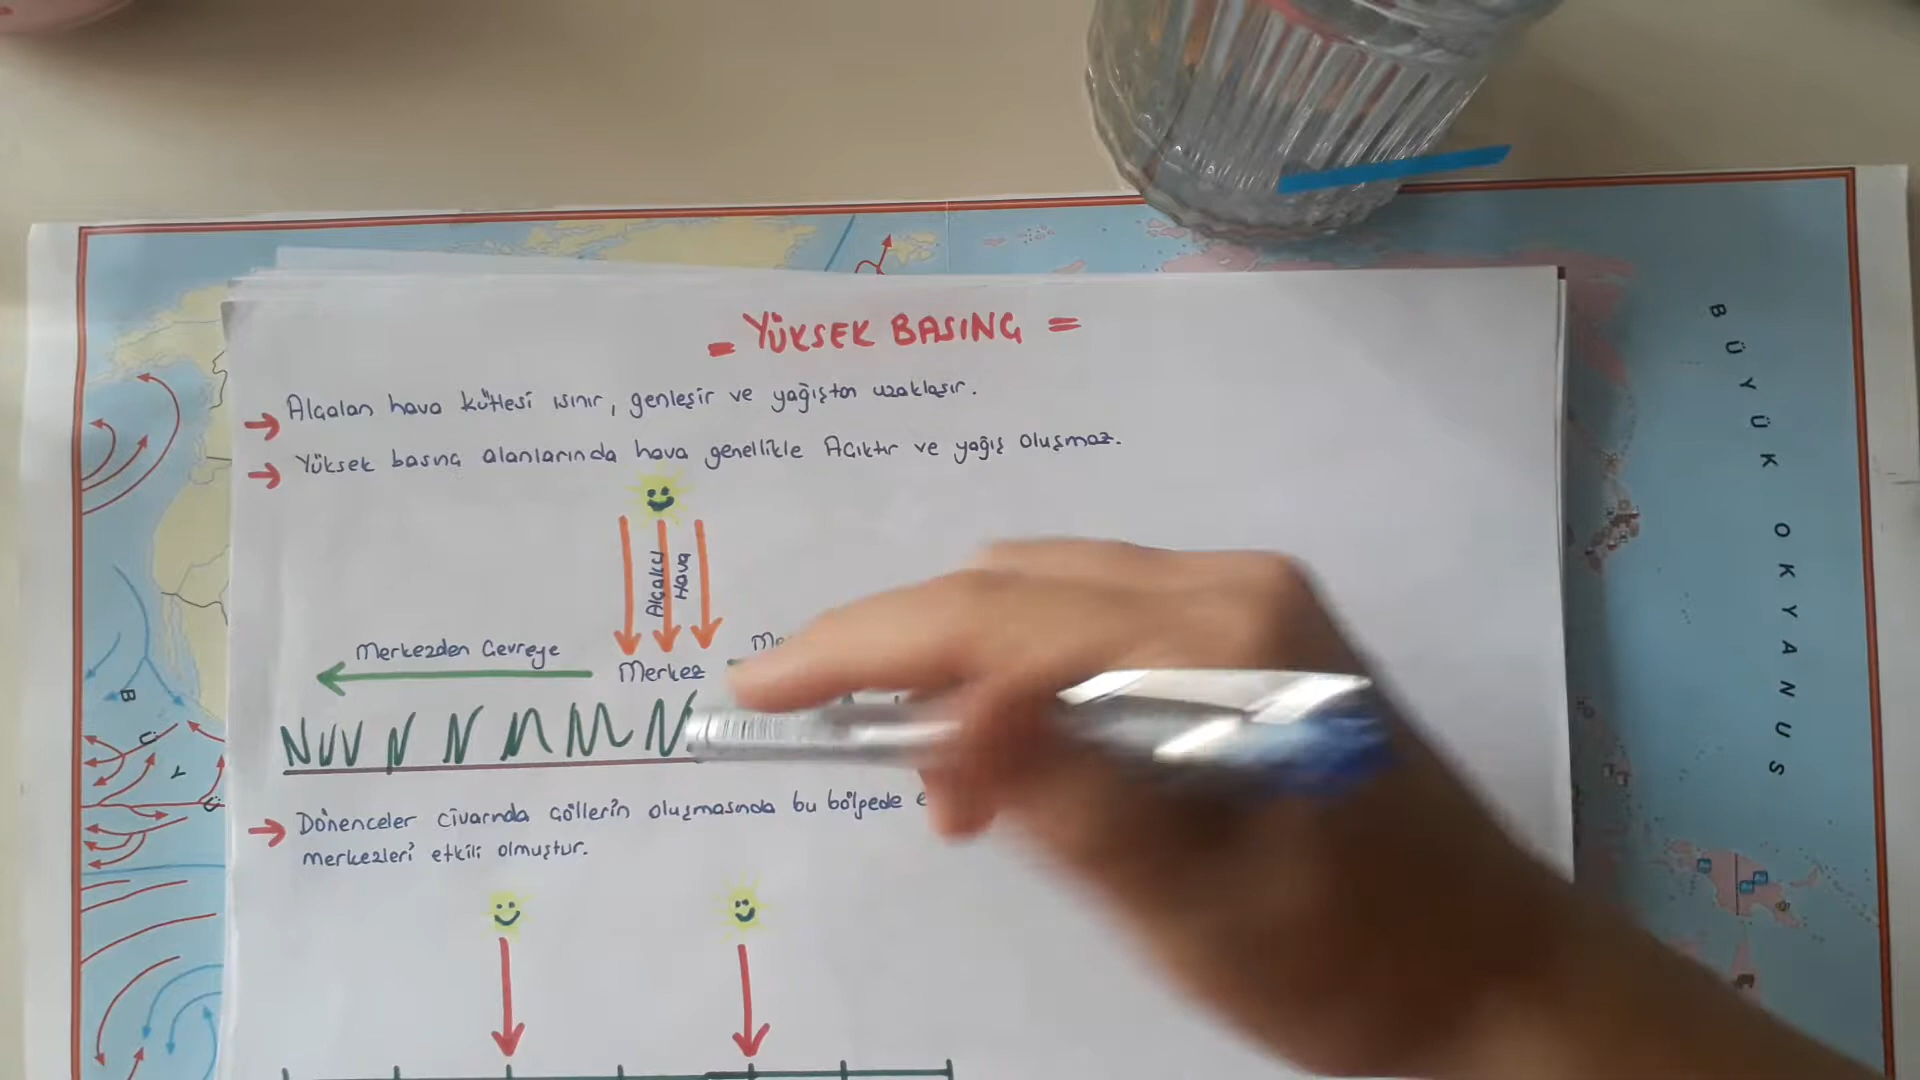 = YÜKSEK BASINÇ =
→ Alçalan hava kütlesi ısınır, genleşir ve yağıştan uzaklaşır.
→ Yüksek basınç alanlarında hava genellikle Açıktır ve yağış oluşmaz.
Alçalıcı
Hava
Merkezden Çevreye
Merkez
→ Dönenceler civarında çöllerin oluşmasında bu bölgede
merkezleri etkili olmuştur.
BÜYÜK OKYANUS
B Ü Y Ü